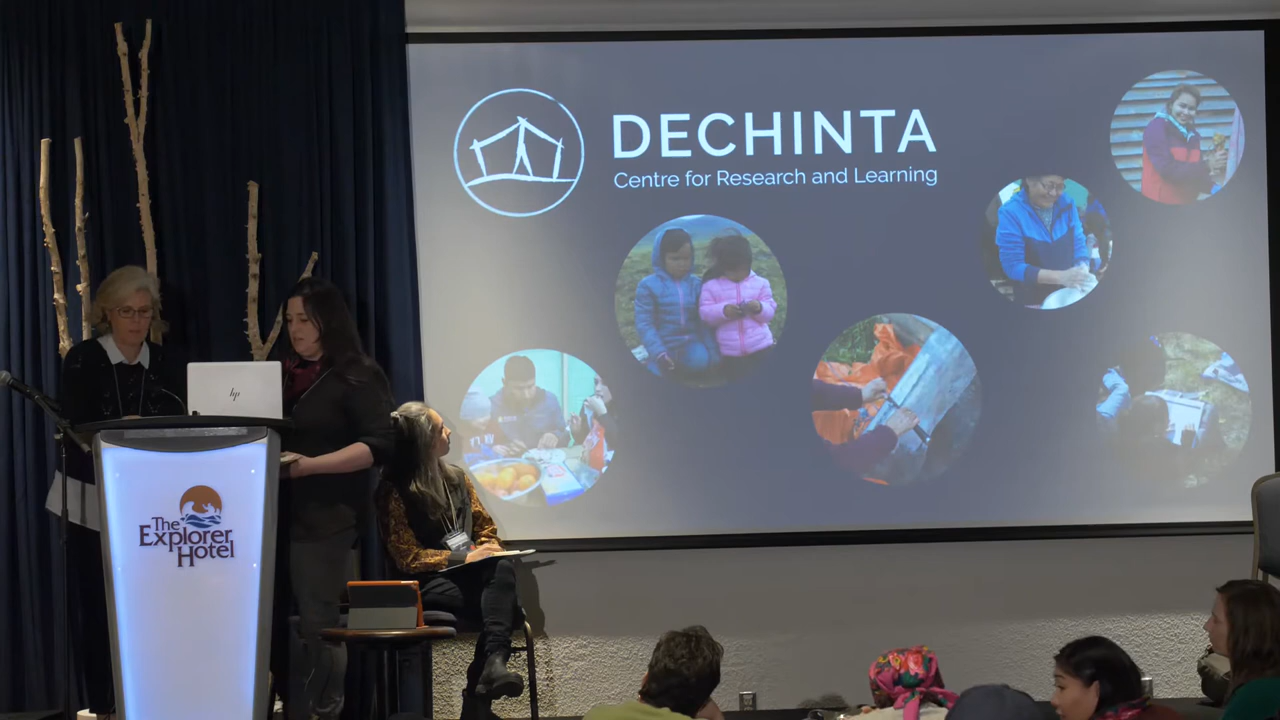 DECHINTA
Centre for Research and Learning
hp
The
Explorer
Hotel